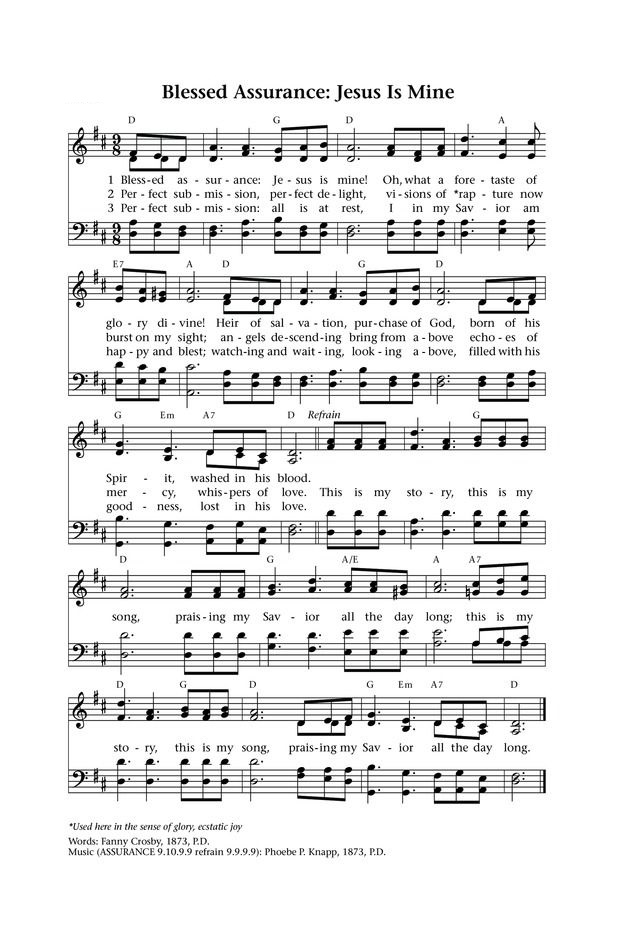 Blessed Assurance: Jesus Is Mine
D G D A
1 Bless-ed as - sur - ance: Je - sus is mine! Oh, what a fore - taste of
2 Per - fect sub - mis - sion, per - fect de - light, vi - sions of *rap - ture now
3 Per - fect sub - mis - sion: all is at rest, I in my Sav - ior am
9 8
E7 A D G D
glo - ry di - vine! Heir of sal - va - tion, pur - chase of God, born of his
burst on my sight; an - gels de - scend - ing bring from a - bove echo - es of
hap - py and blest; watch - ing and wait - ing, look - ing a - bove, filled with his
G Em A7 D Refrain G
Spir - it, washed in his blood.
mer - cy, whis - pers of love. This is my sto - ry, this is my
good - ness, lost in his love.
D G A/E A A7
song, prais - ing my Sav - ior all the day long; this is my
D G D G Em A7 D
sto - ry, this is my song, prais - ing my Sav - ior all the day long.
*Used here in the sense of glory, ecstatic joy
Words: Fanny Crosby, 1873, P.D.
Music (ASSURANCE 9.10.9.9 refrain 9.9.9.9): Phoebe P. Knapp, 1873, P.D.